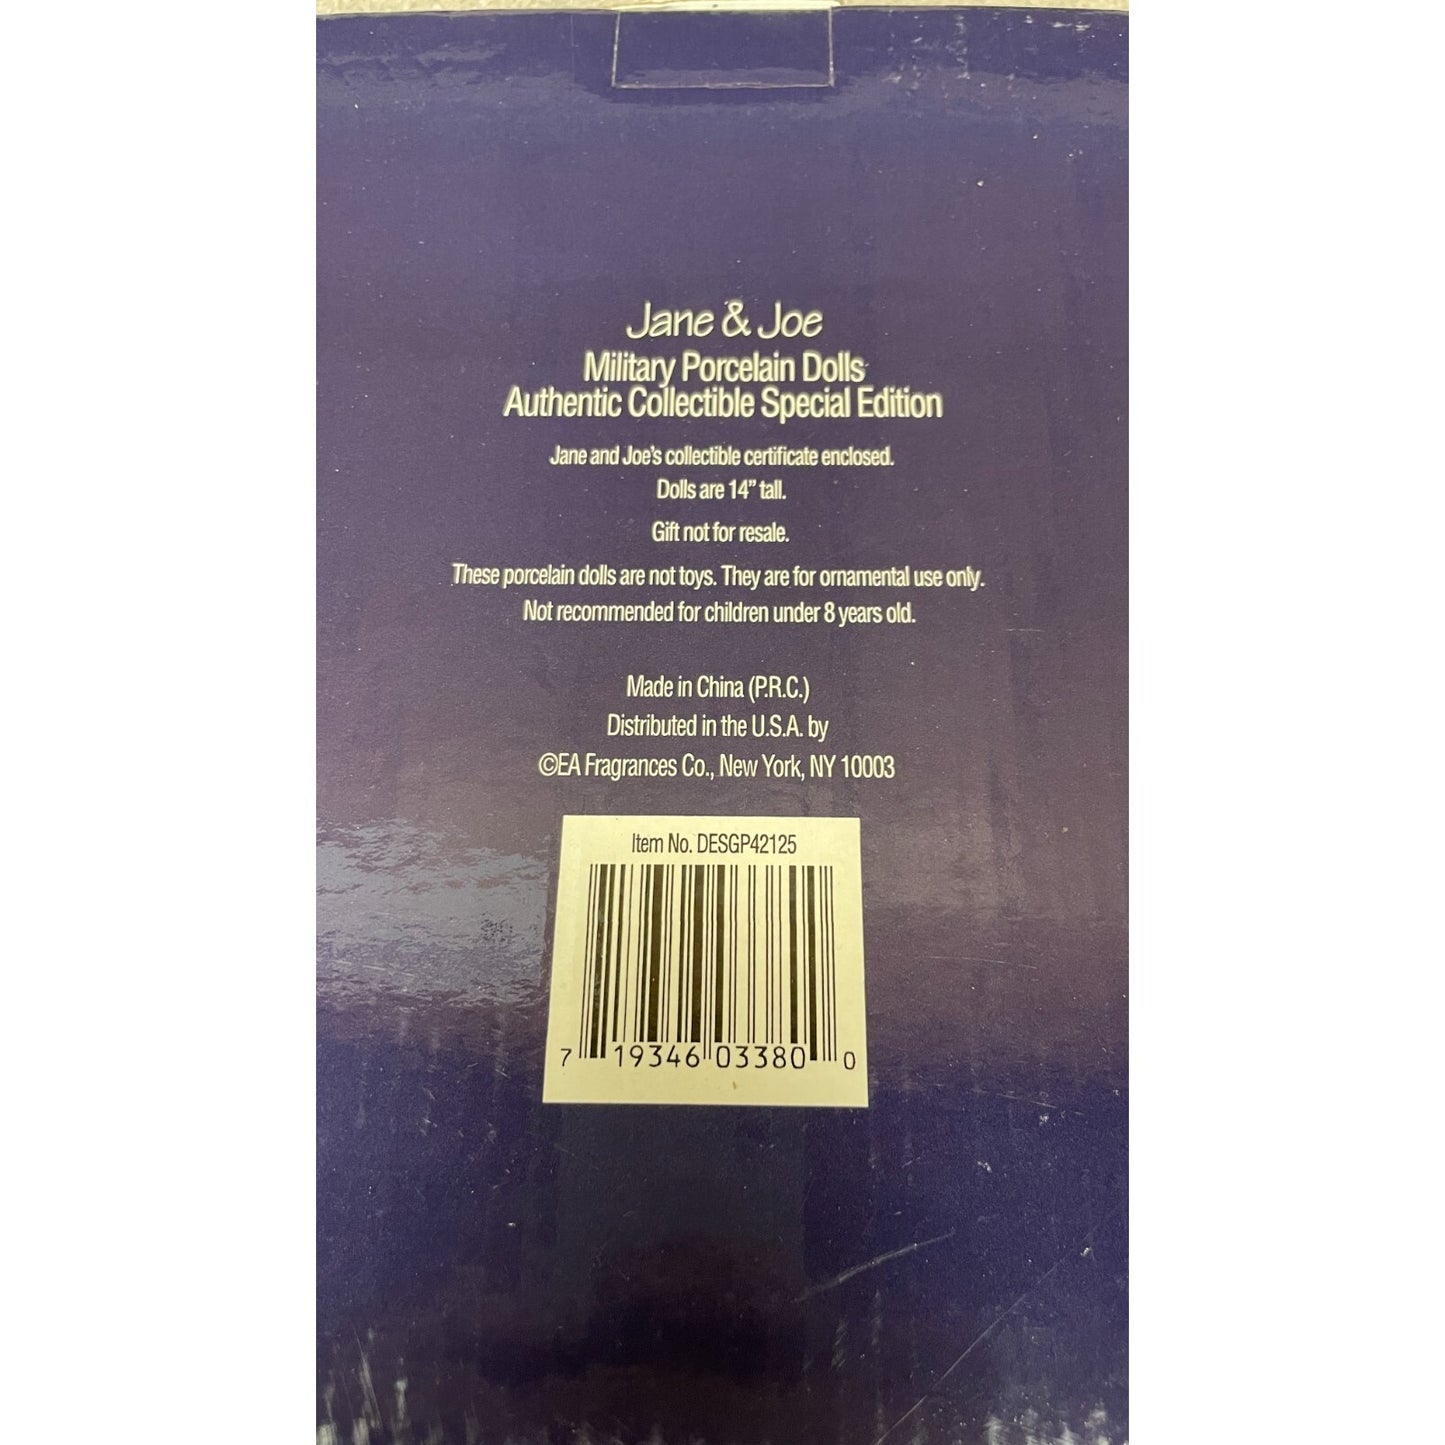 Jane & Joe
Military Porcelain Dolls
Authentic Collectible Special Edition
Jane and Joe's collectible certificate enclosed.
Dolls are 14" tall.
Gift not for resale.
These porcelain dolls are not toys. They are for ornamental use only.
Not recommended for children under 8 years old.
Made in China (P.R.C.)
Distributed in the U.S.A. by
©EA Fragrances Co., New York, NY 10003
Item No. DESGP42125
7 19346 03380 0